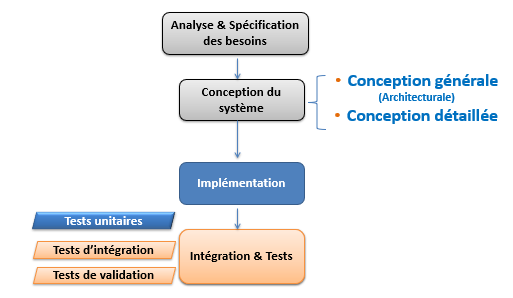 Analyse & Spécification
des besoins
Conception du
système
• Conception générale
(Architecturale)
• Conception détaillée
Implémentation
Tests unitaires
Tests d'intégration
Tests de validation
Intégration & Tests